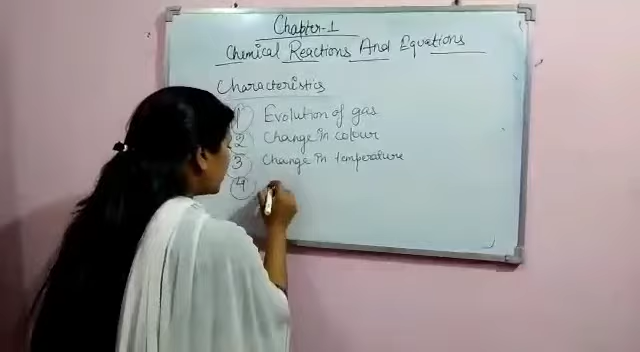 Chapter-1
Chemical Reactions And Equations
Characteristics
1 Evolution of gas
2 Change in colour
3 Change in temperature
4